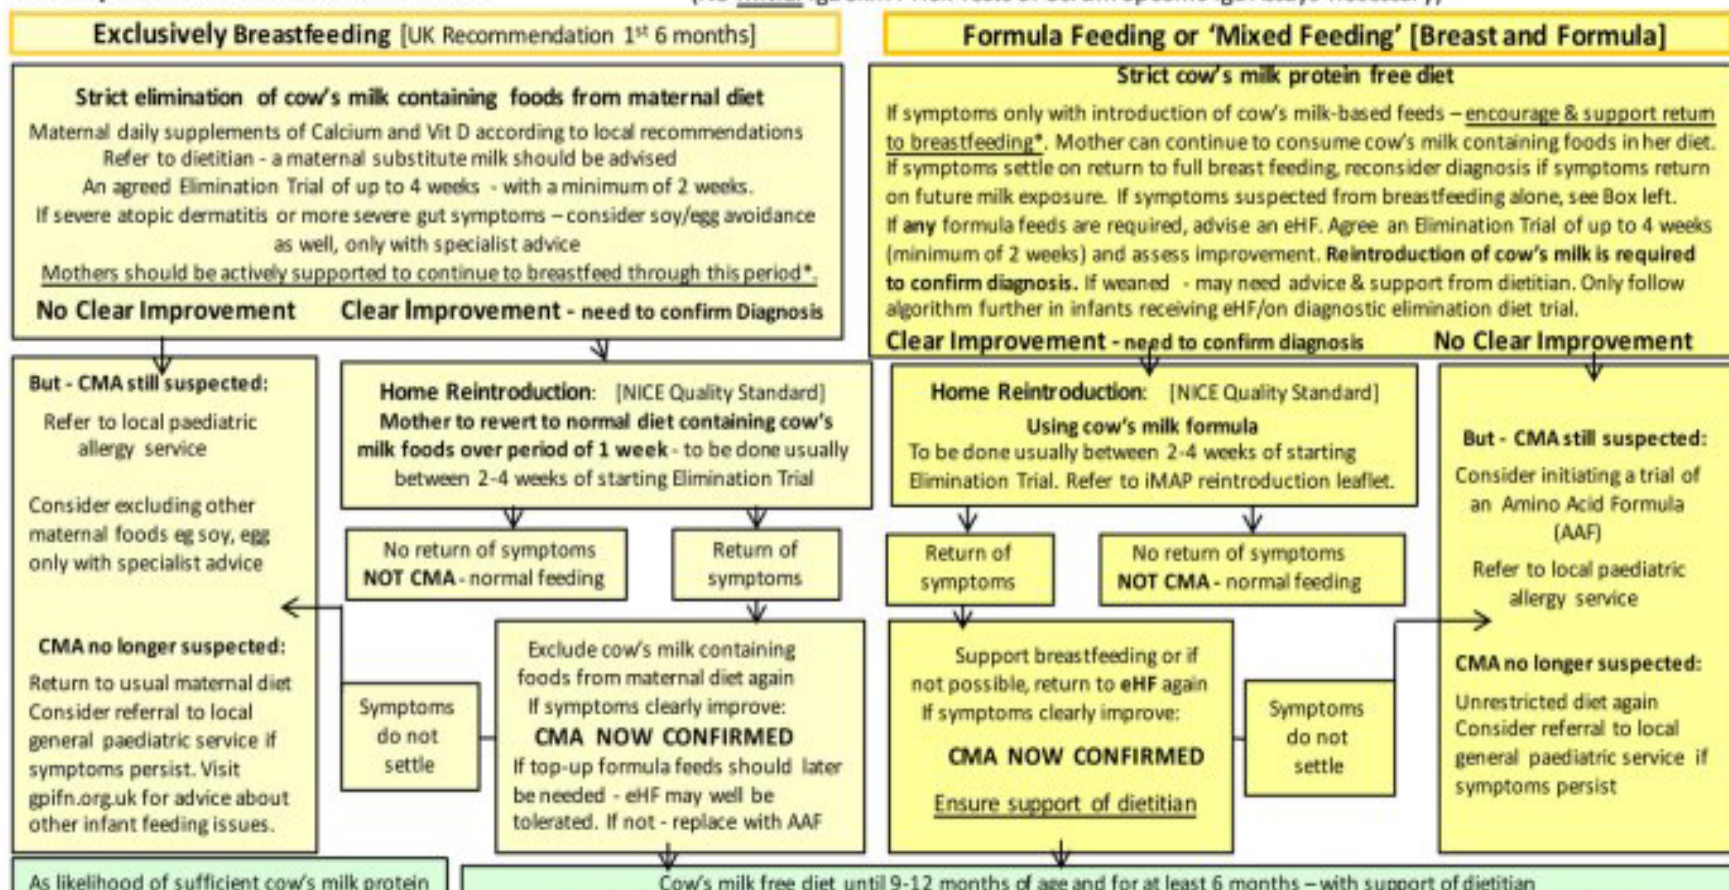 Exclusively Breastfeeding [UK Recommendation 1st 6 months]
Strict elimination of cow's milk containing foods from maternal diet
Maternal daily supplements of Calcium and Vit D according to local recommendations
Refer to dietitian - a maternal substitute milk should be advised
An agreed Elimination Trial of up to 4 weeks - with a minimum of 2 weeks.
If severe atopic dermatitis or more severe gut symptoms – consider soy/egg avoidance
as well, only with specialist advice
Mothers should be actively supported to continue to breastfeed through this period*.
No Clear Improvement
Clear Improvement - need to confirm Diagnosis
Formula Feeding or 'Mixed Feeding' [Breast and Formula]
Strict cow's milk protein free diet
If symptoms only with introduction of cow's milk-based feeds – encourage & support return
to breastfeeding*. Mother can continue to consume cow's milk containing foods in her diet.
If symptoms settle on return to full breast feeding, reconsider diagnosis if symptoms return
on future milk exposure. If symptoms suspected from breastfeeding alone, see Box left.
If any formula feeds are required, advise an eHF. Agree an Elimination Trial of up to 4 weeks
(minimum of 2 weeks) and assess improvement. Reintroduction of cow's milk is required
to confirm diagnosis. If weaned - may need advice & support from dietitian. Only follow
algorithm further in infants receiving eHF/on diagnostic elimination diet trial.
Clear Improvement - need to confirm diagnosis
No Clear Improvement
But - CMA still suspected:
Refer to local paediatric
allergy service
Consider excluding other
maternal foods eg soy, egg
only with specialist advice
CMA no longer suspected:
Return to usual maternal diet
Consider referral to local
general paediatric service if
symptoms persist. Visit
gpifn.org.uk for advice about
other infant feeding issues.
Home Reintroduction: [NICE Quality Standard]
Mother to revert to normal diet containing cow's
milk foods over period of 1 week - to be done usually
between 2-4 weeks of starting Elimination Trial
No return of symptoms
NOT CMA - normal feeding
Return of
symptoms
Symptoms
do not
settle
Exclude cow's milk containing
foods from maternal diet again
If symptoms clearly improve:
CMA NOW CONFIRMED
If top-up formula feeds should later
be needed - eHF may well be
tolerated. If not - replace with AAF
Home Reintroduction: [NICE Quality Standard]
Using cow's milk formula
To be done usually between 2-4 weeks of starting
Elimination Trial. Refer to iMAP reintroduction leaflet.
Return of
symptoms
No return of symptoms
NOT CMA - normal feeding
Support breastfeeding or if
not possible, return to eHF again
If symptoms clearly improve:
CMA NOW CONFIRMED
Ensure support of dietitian
Symptoms
do not
settle
But - CMA still suspected:
Consider initiating a trial of
an Amino Acid Formula
(AAF)
Refer to local paediatric
allergy service
CMA no longer suspected:
Unrestricted diet again
Consider referral to local
general paediatric service if
symptoms persist
As likelihood of sufficient cow's milk protein
Cow's milk free diet until 9-12 months of age and for at least 6 months – with support of dietitian